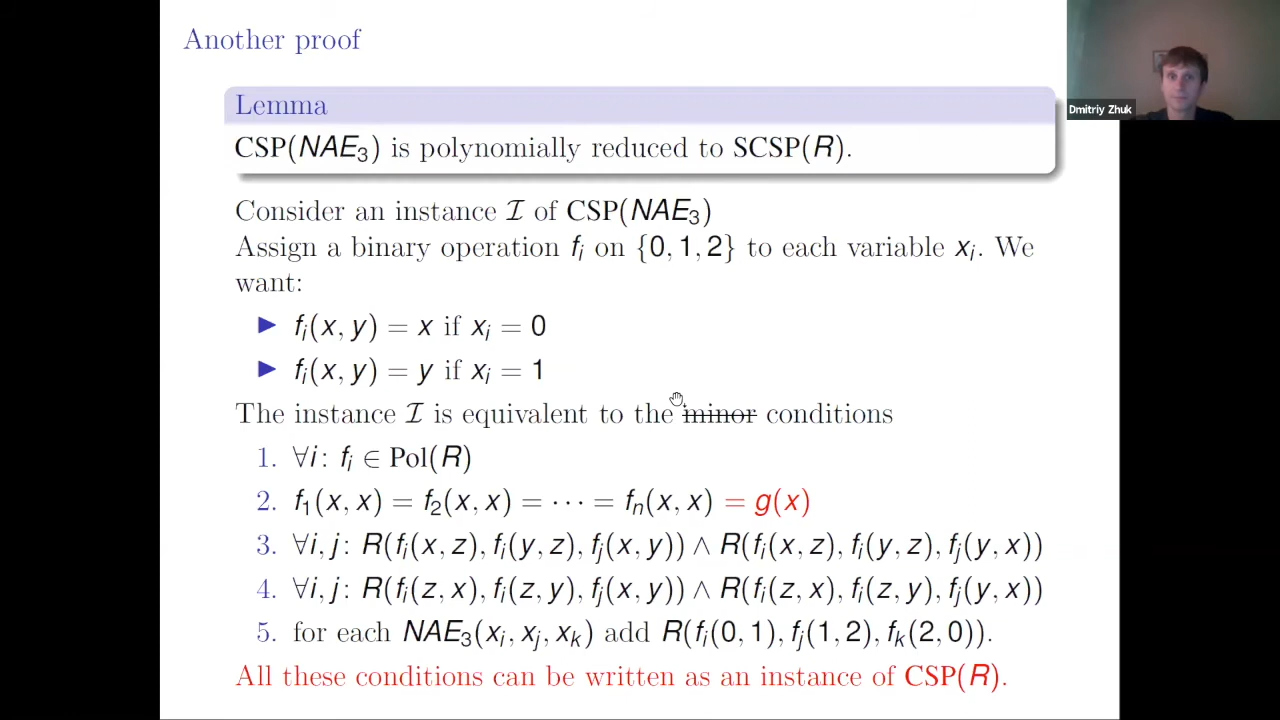 Another proof
Dmitriy Zhuk
Lemma
CSP(NAE₃) is polynomially reduced to SCSP(R).
Consider an instance ℐ of CSP(NAE₃)
Assign a binary operation fᵢ on {0, 1, 2} to each variable xᵢ. We
want:
▶ fᵢ(x, y) = x if xᵢ = 0
▶ fᵢ(x, y) = y if xᵢ = 1
The instance ℐ is equivalent to the minor conditions
1. ∀i: fᵢ ∈ Pol(R)
2. f₁(x, x) = f₂(x, x) = ⋯ = fₙ(x, x) = g(x)
3. ∀i, j: R(fᵢ(x, z), fᵢ(y, z), fⱼ(x, y)) ∧ R(fᵢ(x, z), fᵢ(y, z), fⱼ(y, x))
4. ∀i, j: R(fᵢ(z, x), fᵢ(z, y), fⱼ(x, y)) ∧ R(fᵢ(z, x), fᵢ(z, y), fⱼ(y, x))
5. for each NAE₃(xᵢ, xⱼ, xₖ) add R(fᵢ(0, 1), fⱼ(1, 2), fₖ(2, 0)).
All these conditions can be written as an instance of CSP(R).